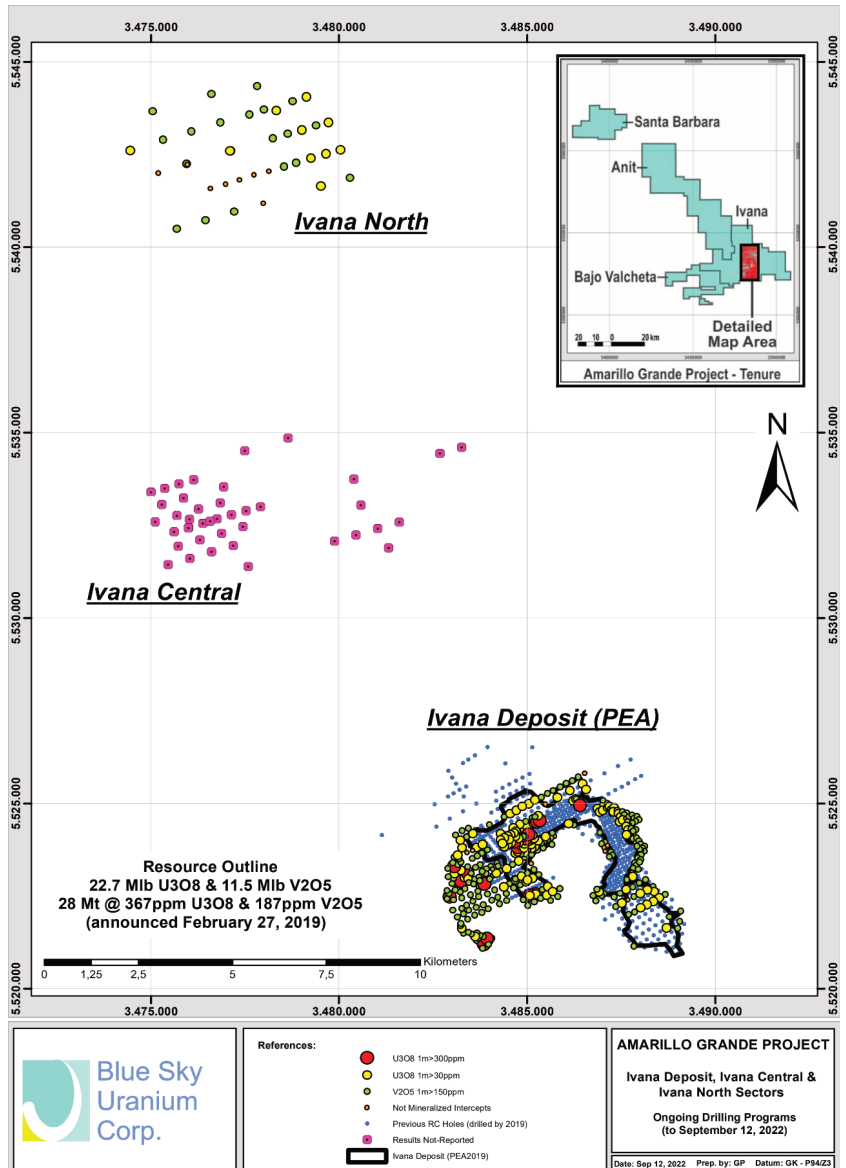 3.475.000 3.480.000 3.485.000 3.490.000
5.545.000 5.545.000
Santa Barbara
Anit
Ivana
Bajo Valcheta
Detailed
Map Area
20 10 0 20 km
Amarillo Grande Project - Tenure
Ivana North
5.540.000 5.540.000
5.535.000 5.535.000
N
Ivana Central
5.530.000 5.530.000
Ivana Deposit (PEA)
5.525.000 5.525.000
Resource Outline
22.7 Mlb U3O8 & 11.5 Mlb V2O5
28 Mt @ 367ppm U3O8 & 187ppm V2O5
(announced February 27, 2019)
Kilometers
0 1,25 2,5 5 7,5 10
5.520.000 5.520.000
3.475.000 3.480.000 3.485.000 3.490.000
Blue Sky
Uranium
Corp.
References:
U3O8 1m>300ppm
U3O8 1m>30ppm
V2O5 1m>150ppm
Not Mineralized Intercepts
Previous RC Holes (drilled by 2019)
Results Not-Reported
Ivana Deposit (PEA2019)
AMARILLO GRANDE PROJECT
Ivana Deposit, Ivana Central &
Ivana North Sectors
Ongoing Drilling Programs
(to September 12, 2022)
Date: Sep 12, 2022 Prep. by: GP Datum: GK - P94/Z3